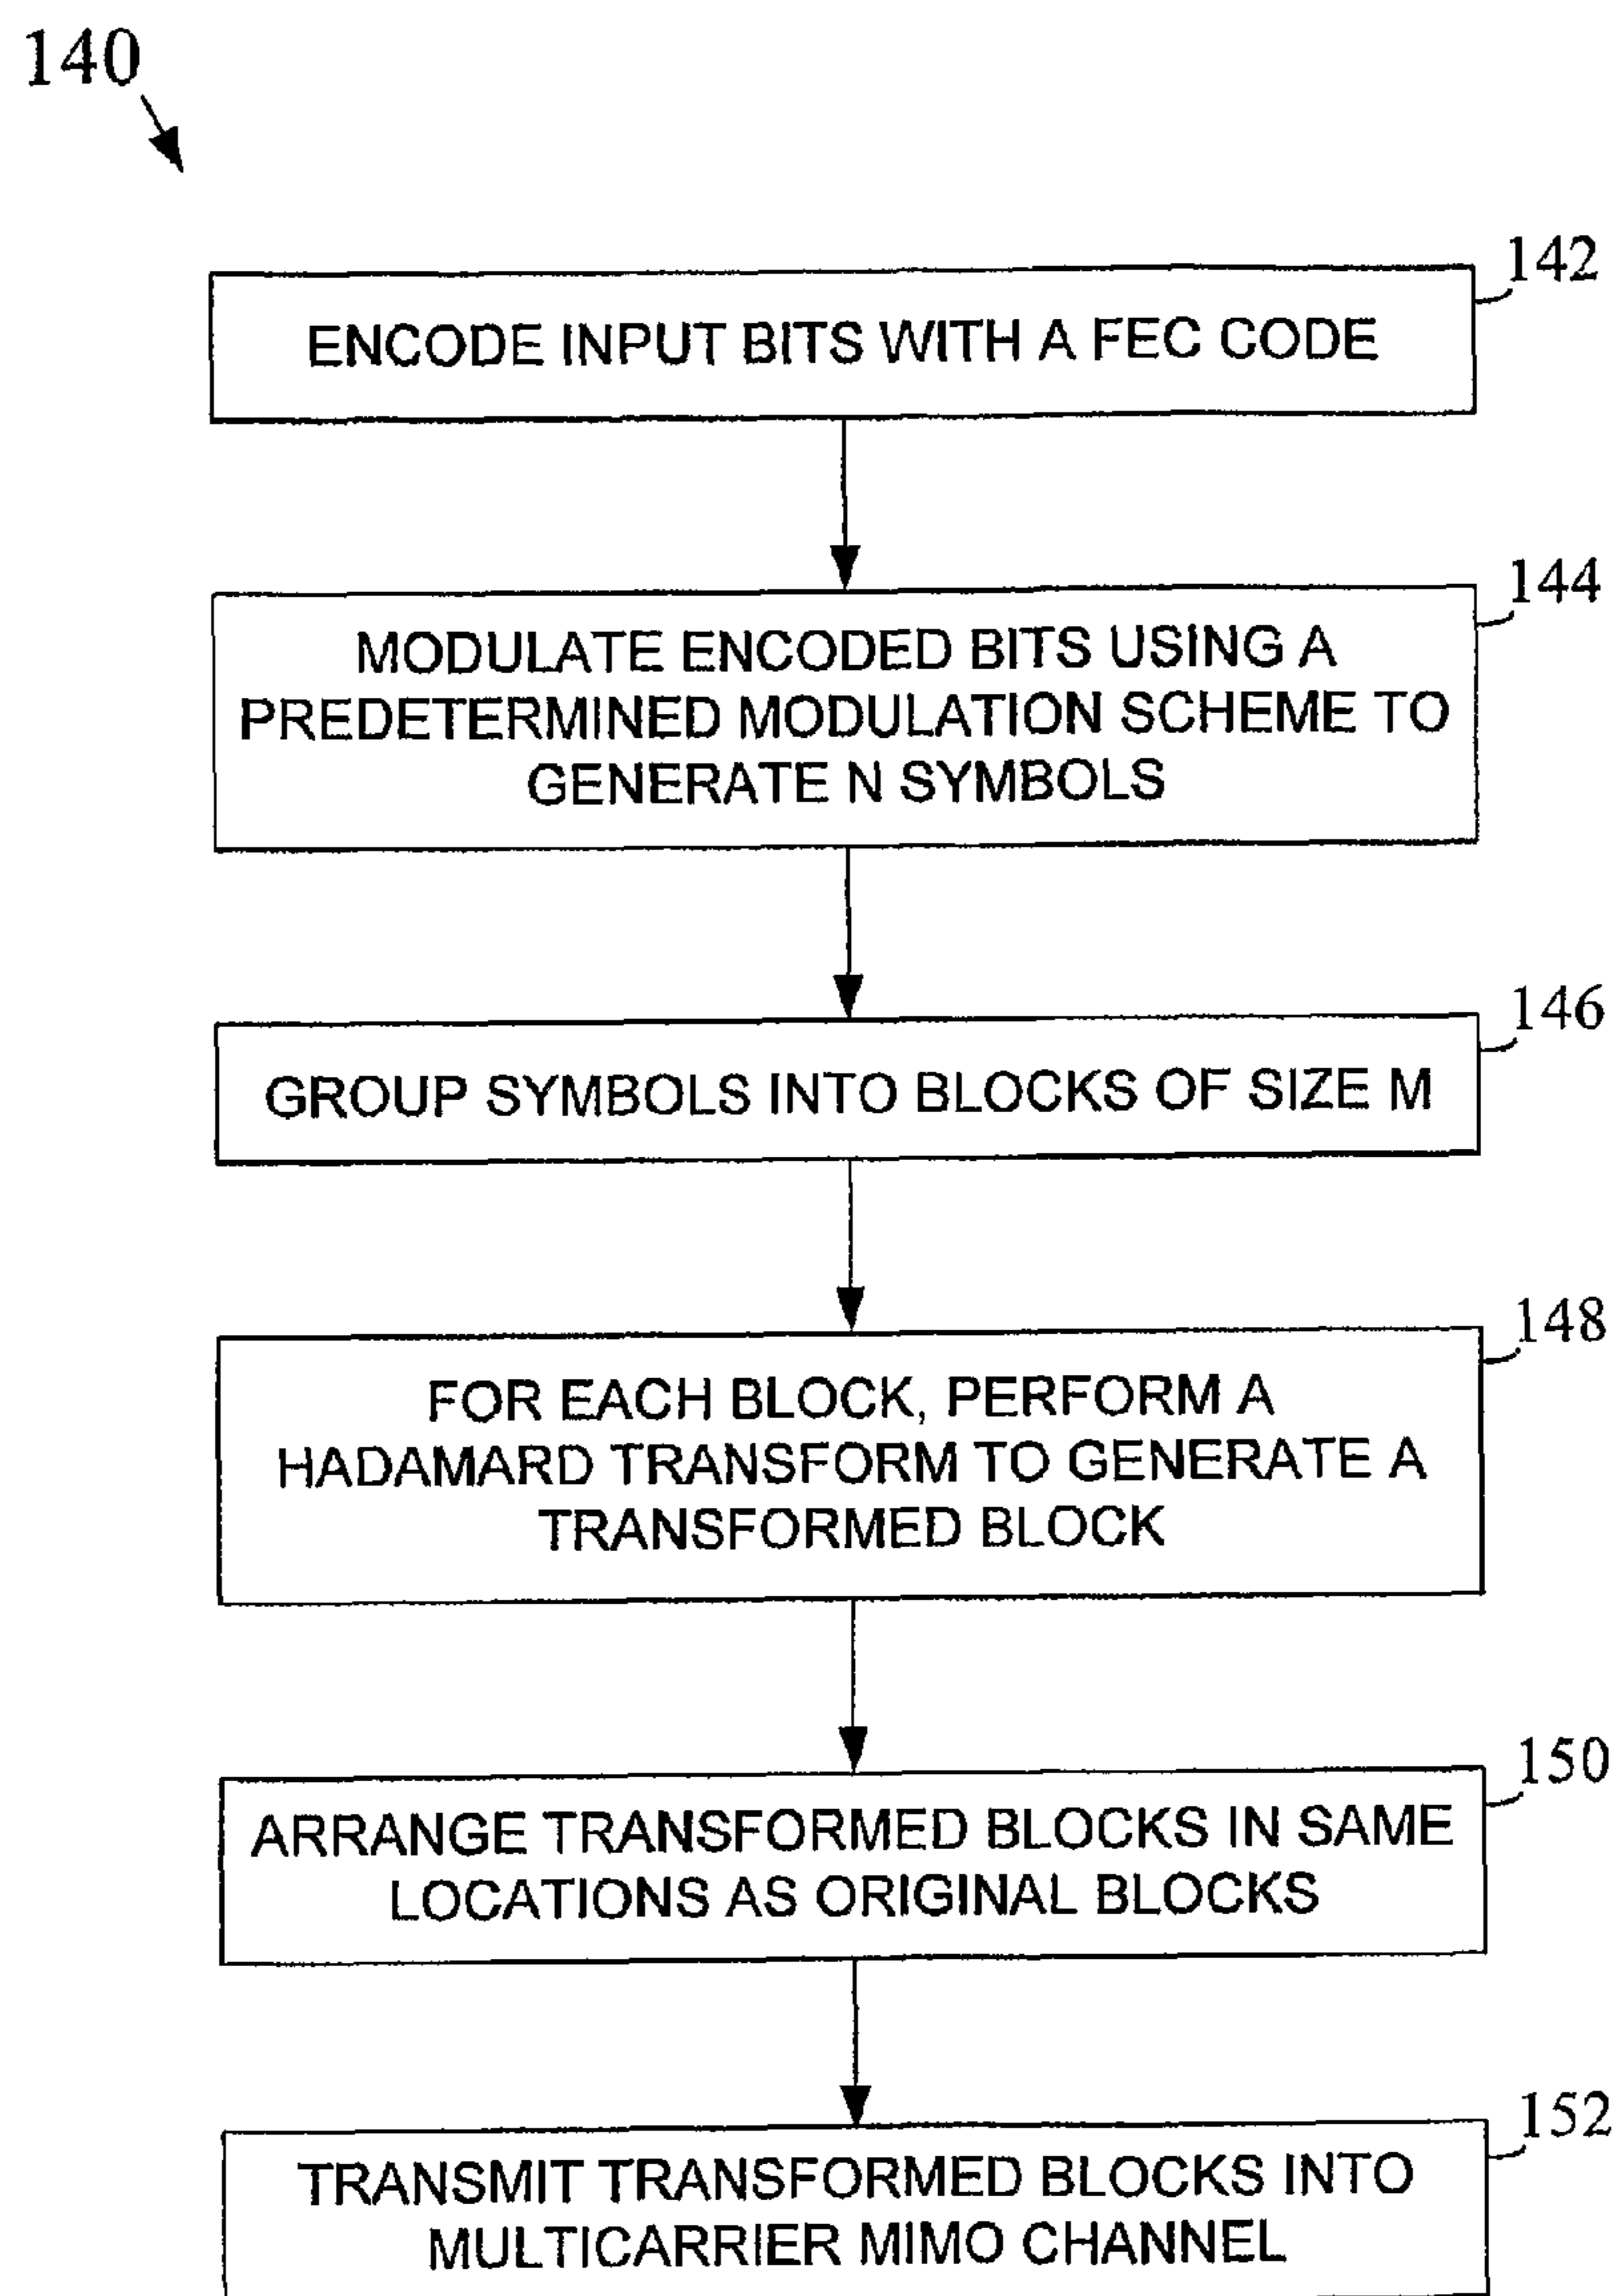 140
142
ENCODE INPUT BITS WITH A FEC CODE
144
MODULATE ENCODED BITS USING A
PREDETERMINED MODULATION SCHEME TO
GENERATE N SYMBOLS
146
GROUP SYMBOLS INTO BLOCKS OF SIZE M
148
FOR EACH BLOCK, PERFORM A
HADAMARD TRANSFORM TO GENERATE A
TRANSFORMED BLOCK
150
ARRANGE TRANSFORMED BLOCKS IN SAME
LOCATIONS AS ORIGINAL BLOCKS
152
TRANSMIT TRANSFORMED BLOCKS INTO
MULTICARRIER MIMO CHANNEL